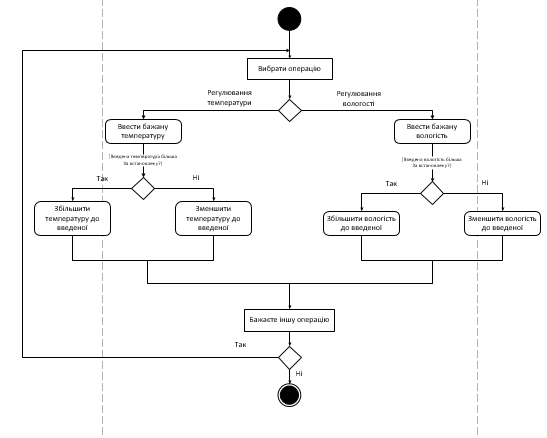 Вибрати операцію
Регулювання
температури
Регулювання
вологості
Ввести бажану
температуру
Ввести бажану
вологість
[Введена температура більша
За встановлену?]
[Введена вологість більша
За встановлену?]
Так
Ні
Так
Ні
Збільшити
температуру до
введеної
Зменшити
температуру до
введеної
Збільшити вологість
до введеної
Зменшити вологість
до введеної
Бажаєте іншу операцію
Так
Ні